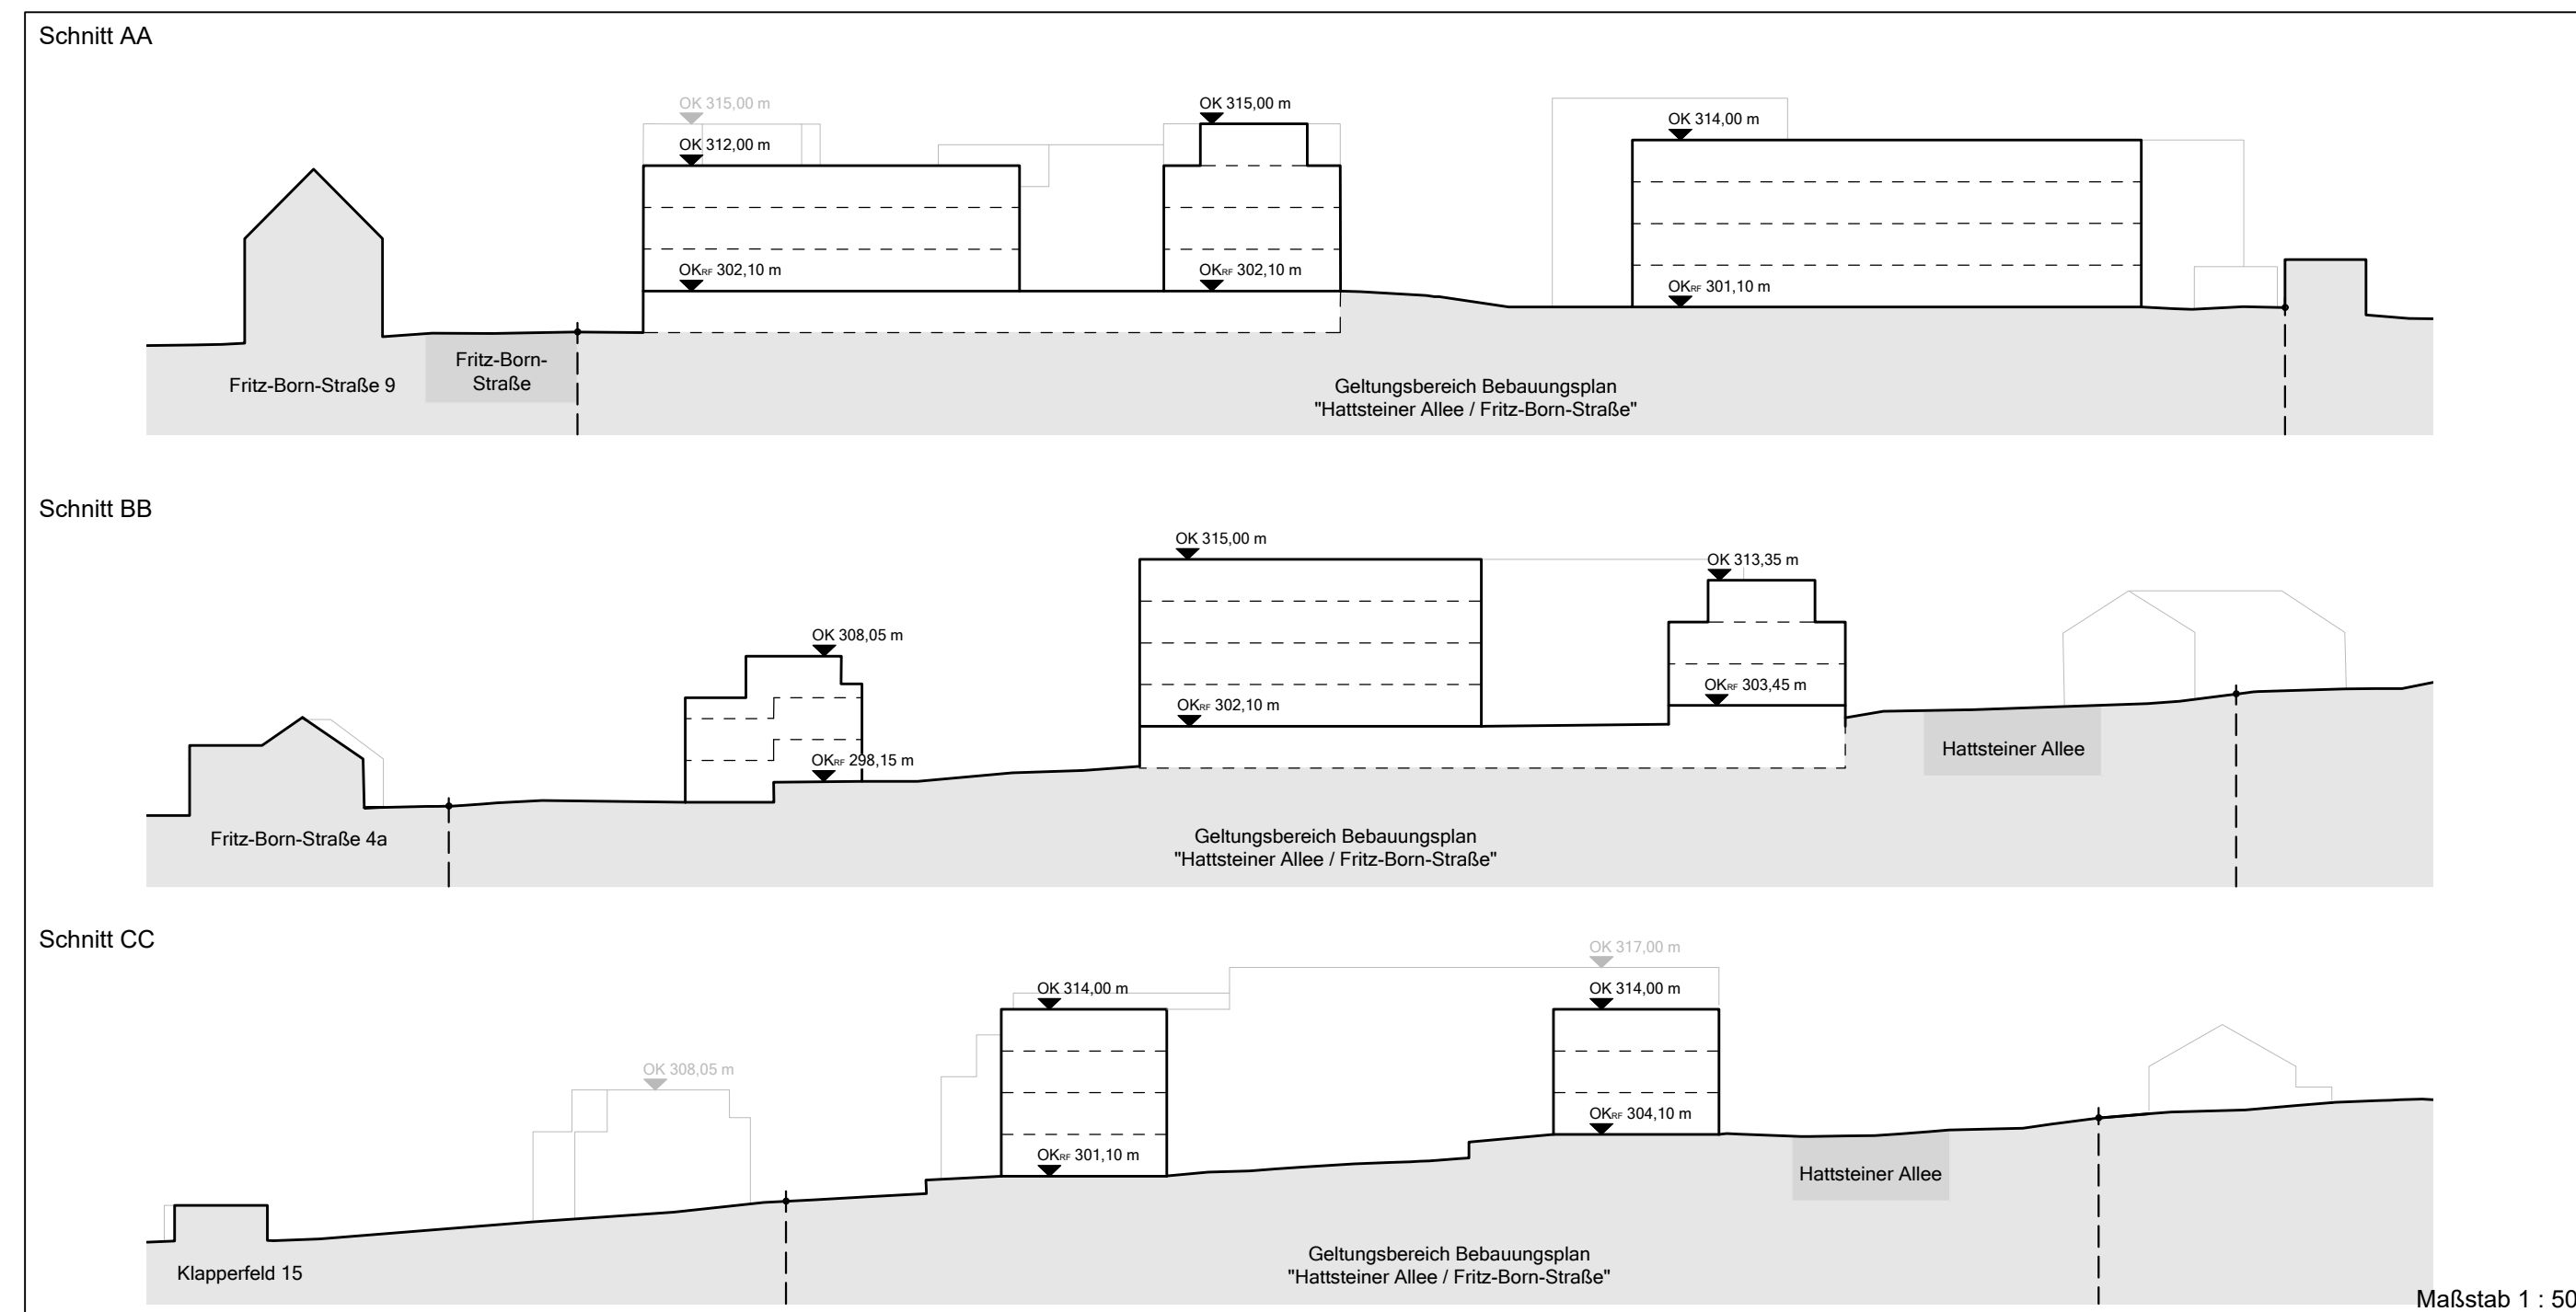 Schnitt AA
OK 315,00 m
OK 315,00 m
OK 314,00 m
OK 312,00 m
OKRF 302,10 m
OKRF 302,10 m
OKRF 301,10 m
Fritz-Born-Straße 9
Fritz-Born-
Straße
Geltungsbereich Bebauungsplan
"Hattsteiner Allee / Fritz-Born-Straße"
Schnitt BB
OK 315,00 m
OK 313,35 m
OK 308,05 m
OKRF 303,45 m
OKRF 302,10 m
OKRF 298,15 m
Hattsteiner Allee
Fritz-Born-Straße 4a
Geltungsbereich Bebauungsplan
"Hattsteiner Allee / Fritz-Born-Straße"
Schnitt CC
OK 317,00 m
OK 314,00 m
OK 314,00 m
OK 308,05 m
OKRF 304,10 m
OKRF 301,10 m
Hattsteiner Allee
Klapperfeld 15
Geltungsbereich Bebauungsplan
"Hattsteiner Allee / Fritz-Born-Straße"
Maßstab 1 : 50